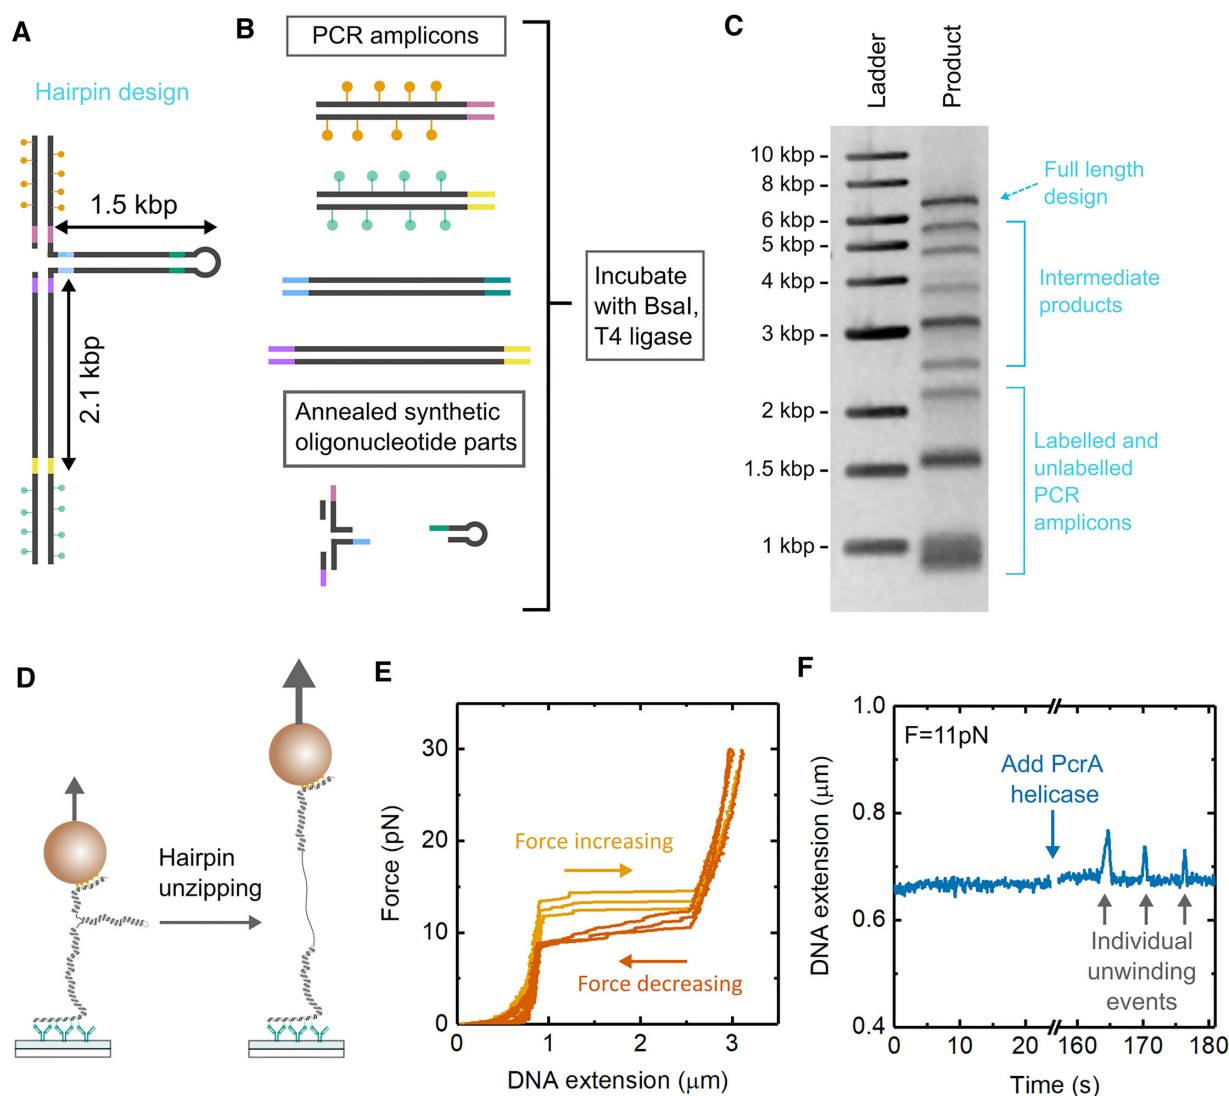 A
Hairpin design
1.5 kbp
2.1 kbp
B
PCR amplicons
Annealed synthetic
oligonucleotide parts
Incubate
with BsaI,
T4 ligase
C
Ladder
Product
10 kbp -
8 kbp -
6 kbp -
5 kbp -
4 kbp -
3 kbp -
2 kbp -
1.5 kbp -
1 kbp -
Full length
design
Intermediate
products
Labelled and
unlabelled
PCR
amplicons
D
Hairpin
unzipping
E
Force (pN)
30
20
10
0
Force increasing
Force decreasing
0
1
2
3
DNA extension (μm)
F
DNA extension (μm)
1.0
0.8
0.6
0.4
F=11pN
Add PcrA
helicase
Individual
unwinding
events
0
10
20
160
170
180
Time (s)